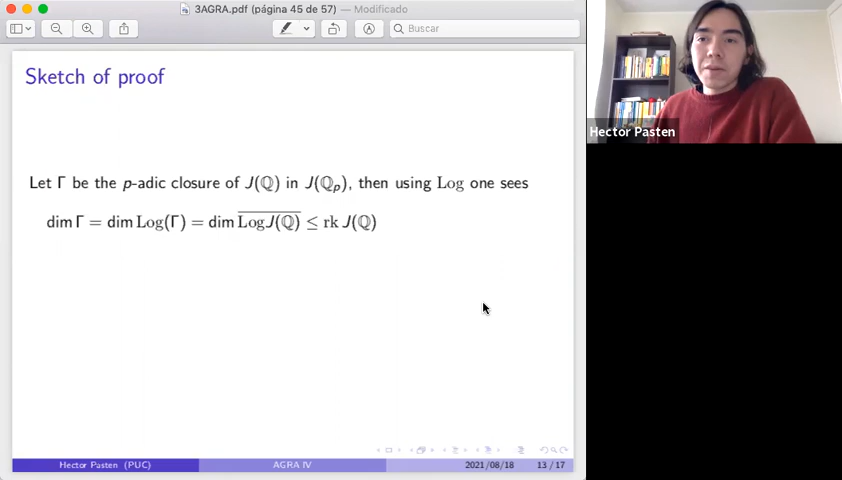 3AGRA.pdf (página 45 de 57) — Modificado
Buscar
Sketch of proof
Let Γ be the p-adic closure of J(ℚ) in J(ℚₚ), then using Log one sees
dim Γ = dim Log(Γ) = dim \overline{Log J(ℚ)} ≤ rk J(ℚ)
Hector Pasten (PUC) AGRA IV 2021/08/18 13 / 17
Hector Pasten